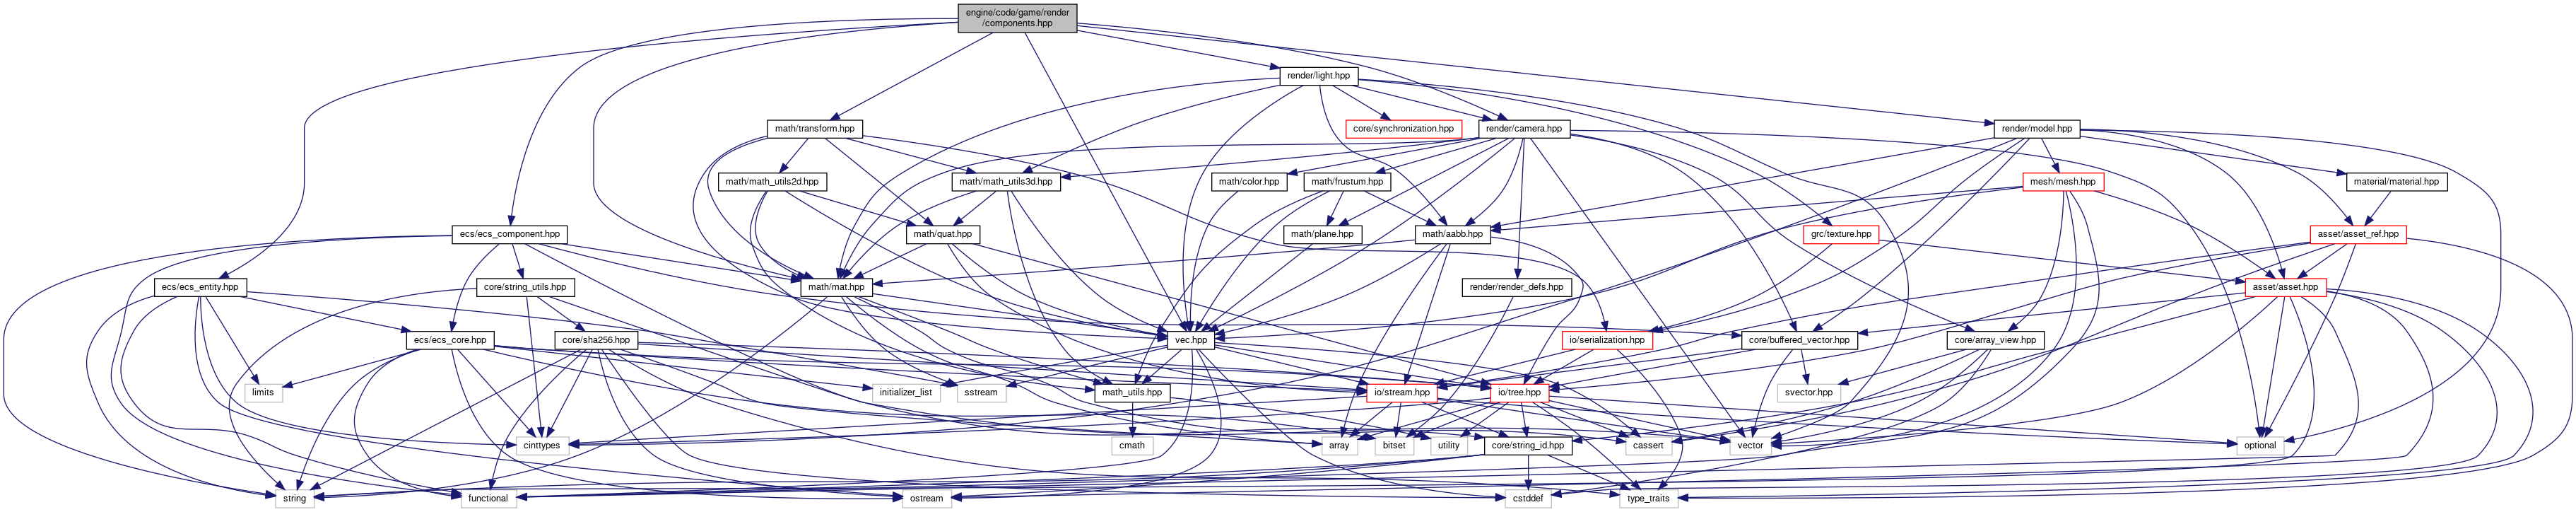 engine/code/game/render
/components.hpp
render/light.hpp
math/transform.hpp
core/synchronization.hpp
render/camera.hpp
render/model.hpp
math/math_utils2d.hpp
math/math_utils3d.hpp
math/color.hpp
math/frustum.hpp
mesh/mesh.hpp
material/material.hpp
ecs/ecs_component.hpp
math/quat.hpp
math/plane.hpp
math/aabb.hpp
grc/texture.hpp
asset/asset_ref.hpp
ecs/ecs_entity.hpp
core/string_utils.hpp
math/mat.hpp
render/render_defs.hpp
asset/asset.hpp
ecs/ecs_core.hpp
core/sha256.hpp
vec.hpp
io/serialization.hpp
core/buffered_vector.hpp
core/array_view.hpp
limits
initializer_list
sstream
math_utils.hpp
io/stream.hpp
io/tree.hpp
svector.hpp
cinttypes
array
bitset
cmath
utility
core/string_id.hpp
cassert
vector
optional
string
functional
ostream
cstddef
type_traits